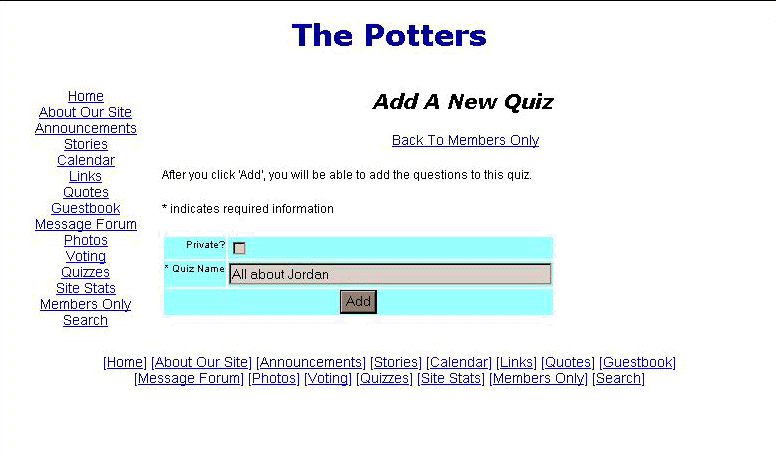 The Potters
Home
About Our Site
Announcements
Stories
Calendar
Links
Quotes
Guestbook
Message Forum
Photos
Voting
Quizzes
Site Stats
Members Only
Search
Add A New Quiz
Back To Members Only
After you click 'Add', you will be able to add the questions to this quiz.
* indicates required information
Private?
* Quiz Name All about Jordan
Add
[Home] [About Our Site] [Announcements] [Stories] [Calendar] [Links] [Quotes] [Guestbook]
[Message Forum] [Photos] [Voting] [Quizzes] [Site Stats] [Members Only] [Search]